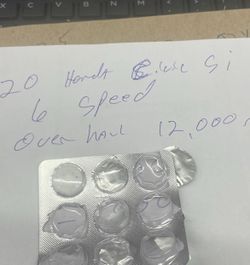 X C V B N M < >
20 Honda Civic Si
6 Speed
Over haul 12,000